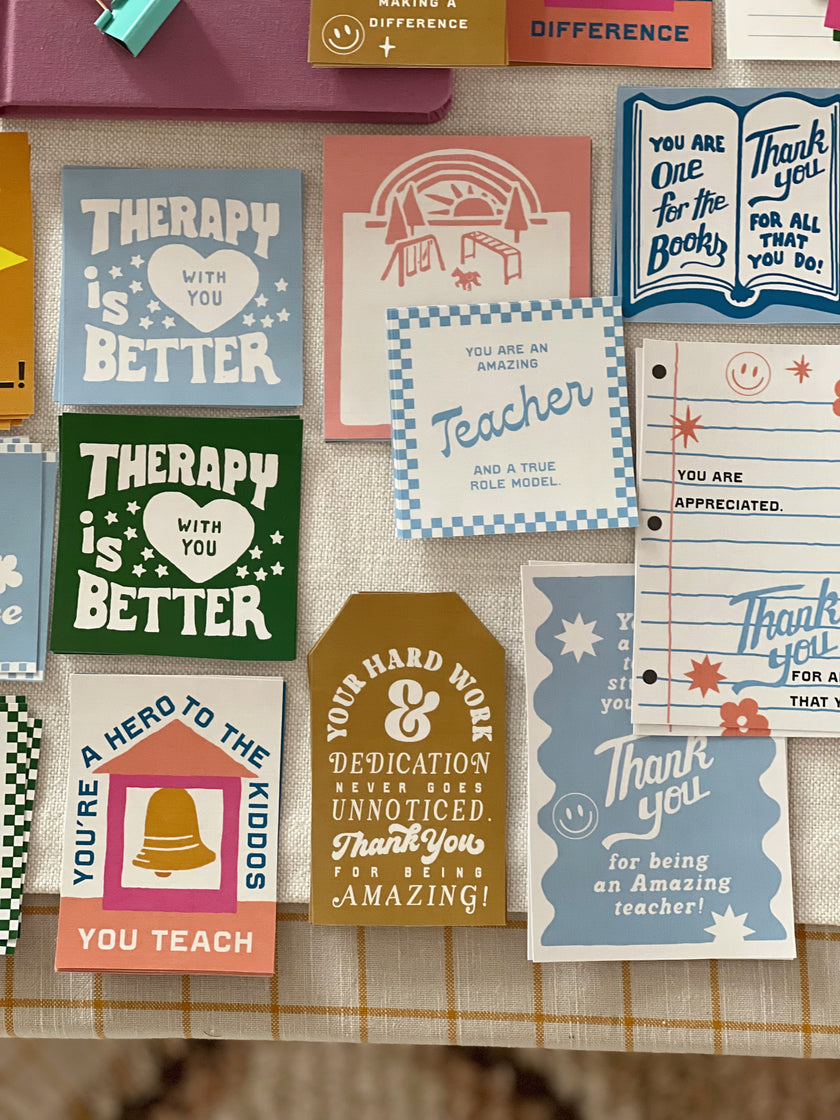 MAKING A
DIFFERENCE
DIFFERENCE
THERAPY
WITH
YOU
is
BETTER
YOU ARE
One
for the
Books
Thank
you
FOR ALL
THAT
YOU DO!
YOU ARE AN
AMAZING
Teacher
AND A TRUE
ROLE MODEL.
YOU ARE
APPRECIATED.
Thank
you
FOR A
THAT Y
THERAPY
WITH
YOU
is
BETTER
YOU'RE A HERO TO THE KIDDOS
YOU TEACH
YOUR HARD WORK
&
DEDICATION
NEVER GOES
UNNOTICED.
Thank You
FOR BEING
AMAZING!
Thank
you
for being
an Amazing
teacher!